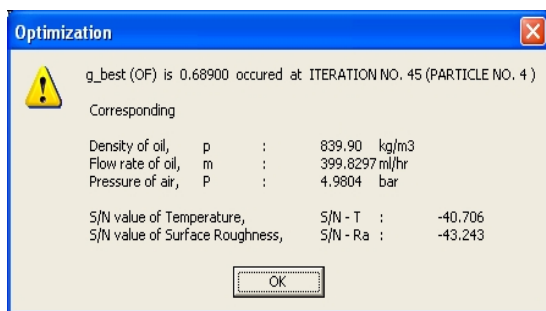 Optimization
g_best (OF) is 0.68900 occured at ITERATION NO. 45 (PARTICLE NO. 4 )
Corresponding
Density of oil, p : 839.90 kg/m3
Flow rate of oil, m : 399.8297 ml/hr
Pressure of air, P : 4.9804 bar
S/N value of Temperature, S/N - T : -40.706
S/N value of Surface Roughness, S/N - Ra : -43.243
OK